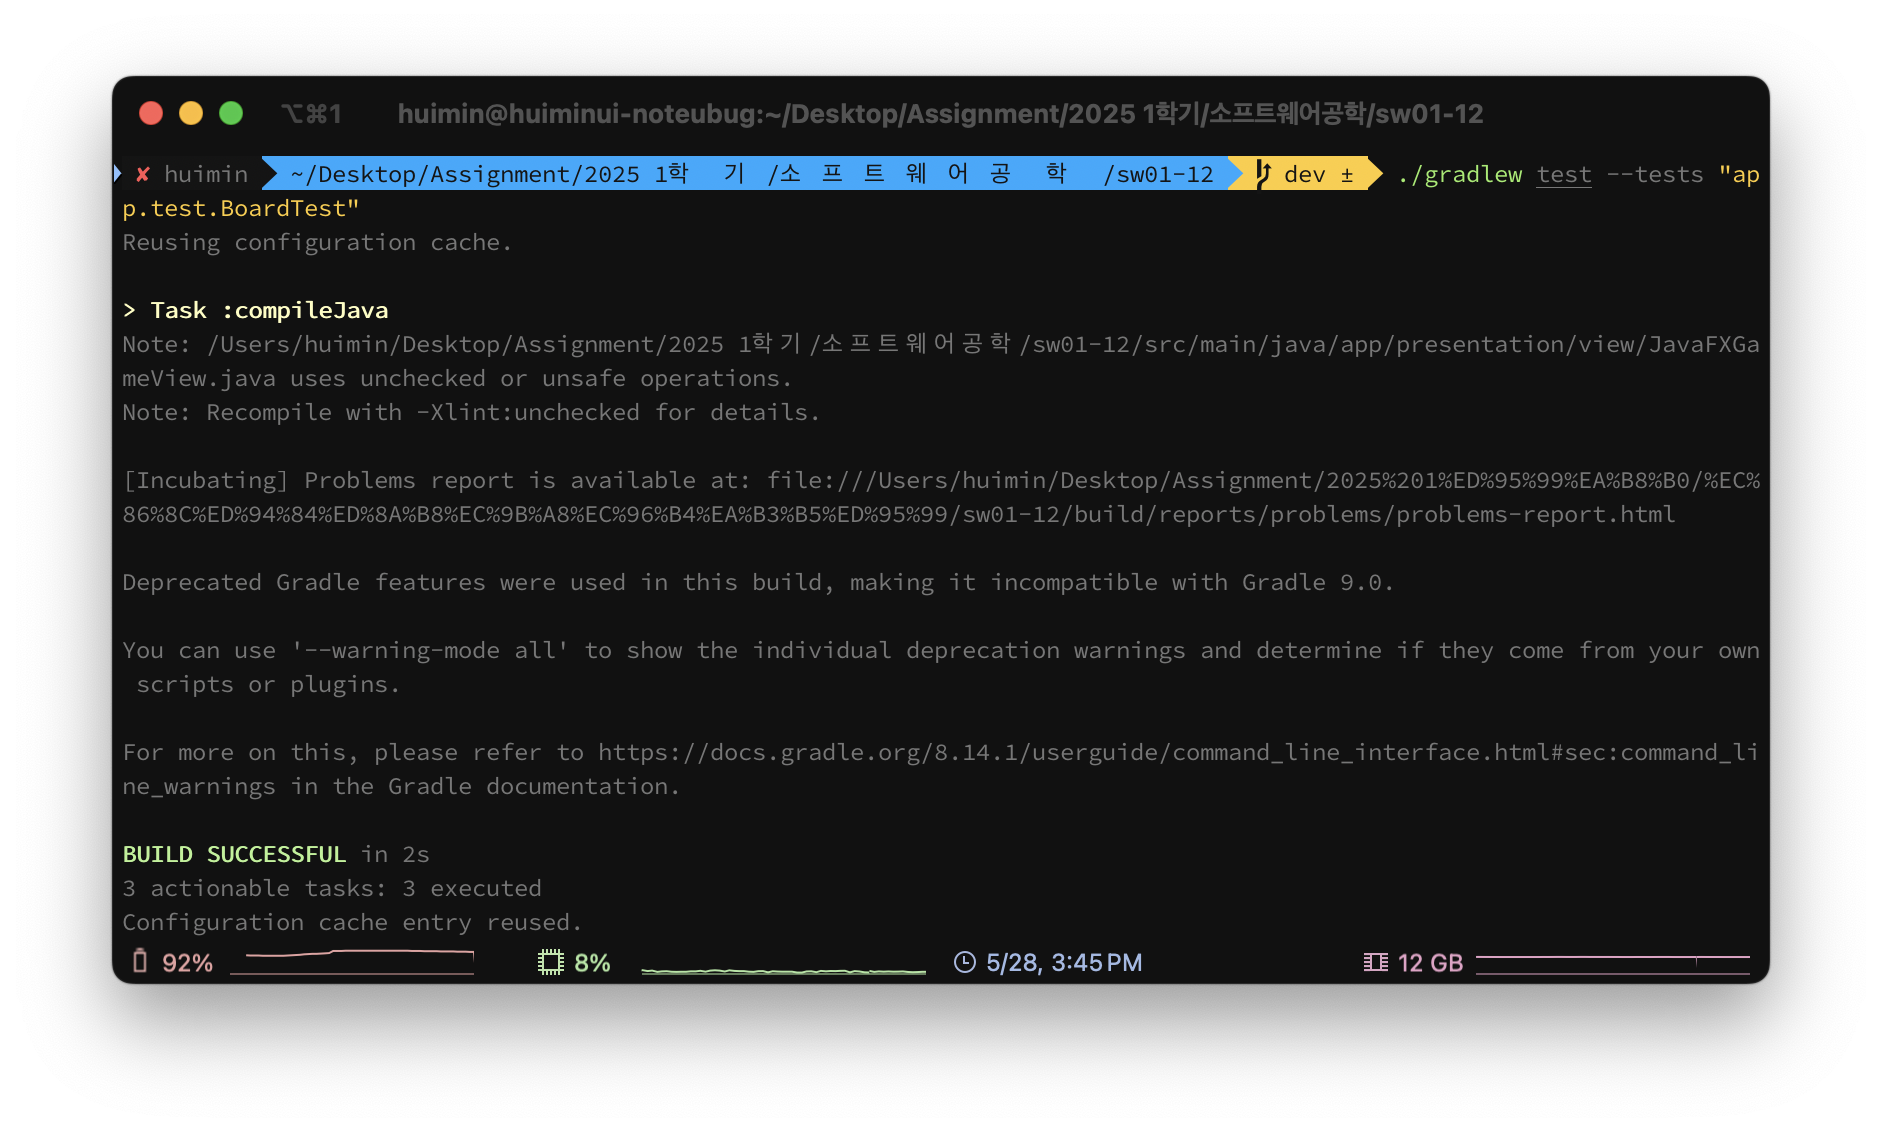 ⌥⌘1 huimin@huiminui-noteubug:~/Desktop/Assignment/2025 1학기/소프트웨어공학/sw01-12
✘ huimin ~/Desktop/Assignment/2025 1학 기 /소 프 트 웨 어 공 학 /sw01-12 dev ± ./gradlew test --tests "ap
p.test.BoardTest"
Reusing configuration cache.
> Task :compileJava
Note: /Users/huimin/Desktop/Assignment/2025 1학 기 /소 프 트 웨 어 공 학 /sw01-12/src/main/java/app/presentation/view/JavaFXGa
meView.java uses unchecked or unsafe operations.
Note: Recompile with -Xlint:unchecked for details.
[Incubating] Problems report is available at: file:///Users/huimin/Desktop/Assignment/2025%201%ED%95%99%EA%B8%B0/%EC%
86%8C%ED%94%84%ED%8A%B8%EC%9B%A8%EC%96%B4%EA%B3%B5%ED%95%99/sw01-12/build/reports/problems/problems-report.html
Deprecated Gradle features were used in this build, making it incompatible with Gradle 9.0.
You can use '--warning-mode all' to show the individual deprecation warnings and determine if they come from your own
scripts or plugins.
For more on this, please refer to https://docs.gradle.org/8.14.1/userguide/command_line_interface.html#sec:command_li
ne_warnings in the Gradle documentation.
BUILD SUCCESSFUL in 2s
3 actionable tasks: 3 executed
Configuration cache entry reused.
92% 8% 5/28, 3:45 PM 12 GB